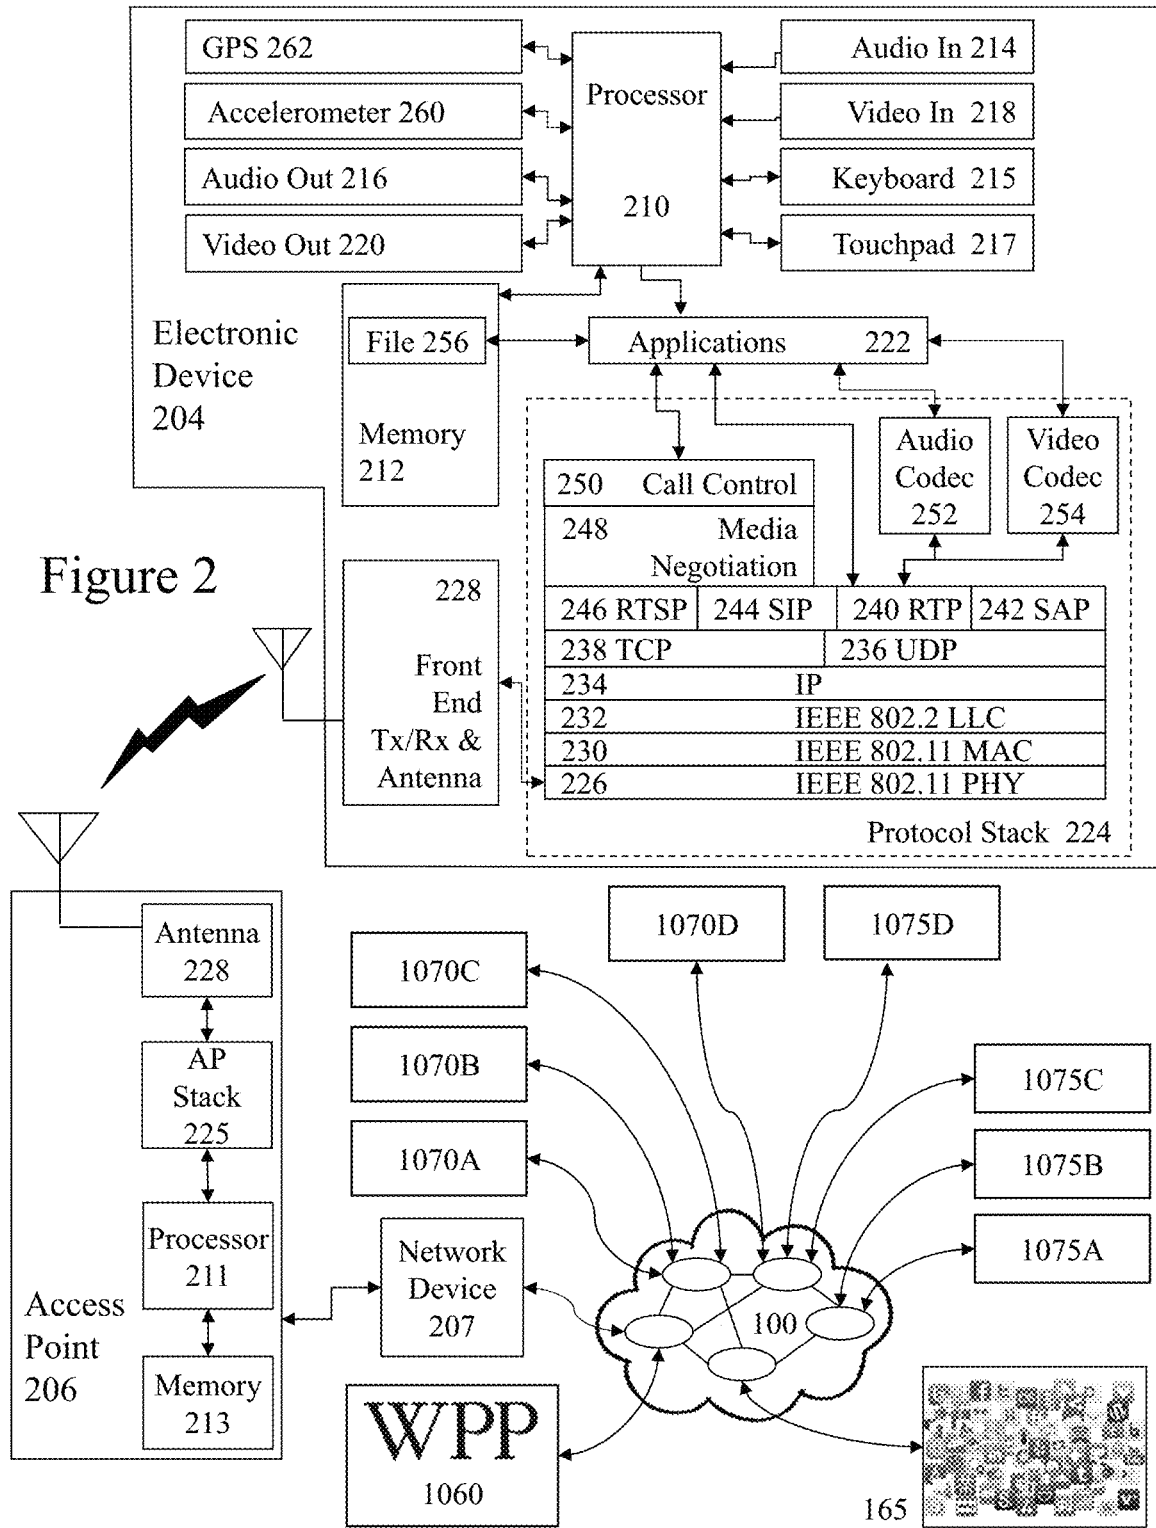 GPS 262
Accelerometer 260
Audio Out 216
Video Out 220
Processor
210
Audio In 214
Video In 218
Keyboard 215
Touchpad 217
Electronic
Device
204
File 256
Memory
212
Applications 222
Audio
Codec
252
Video
Codec
254
250 Call Control
248 Media
Negotiation
246 RTSP
244 SIP
240 RTP
242 SAP
238 TCP
236 UDP
234 IP
232 IEEE 802.2 LLC
230 IEEE 802.11 MAC
226 IEEE 802.11 PHY
Protocol Stack 224
Figure 2
228
Front
End
Tx/Rx &
Antenna
Antenna
228
AP
Stack
225
Processor
211
Memory
213
Access
Point
206
1070D
1075D
1070C
1070B
1070A
1075C
1075B
1075A
Network
Device
207
100
WPP
1060
165